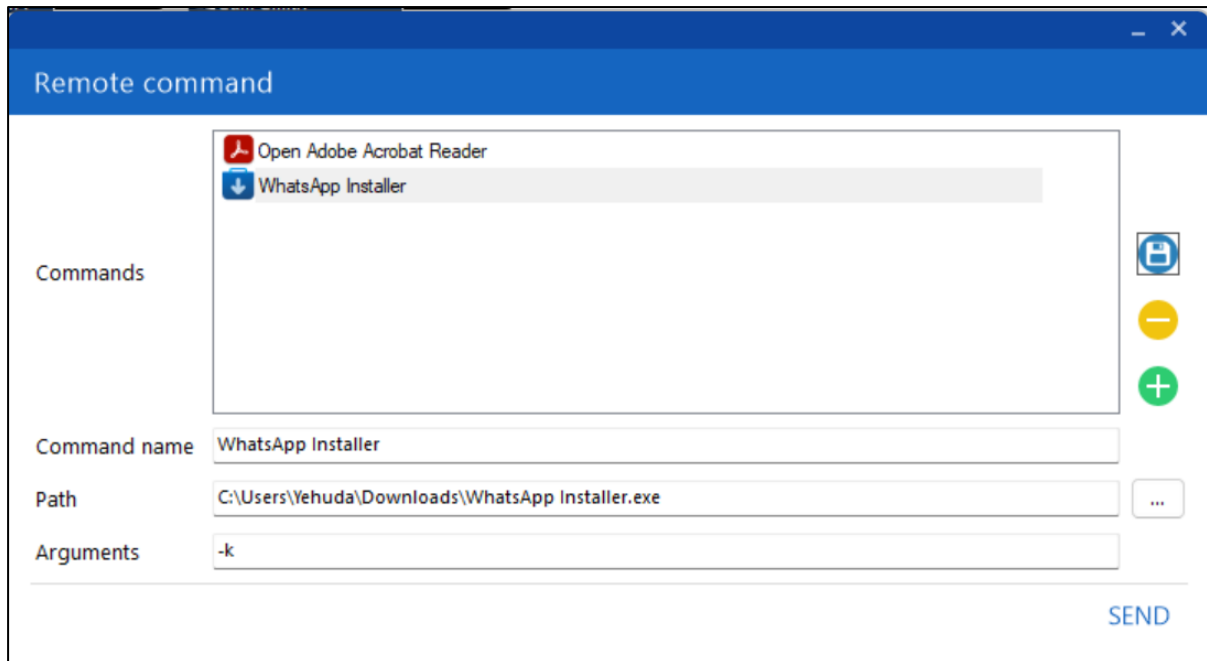 Remote command
Open Adobe Acrobat Reader
WhatsApp Installer
Commands
Command name
WhatsApp Installer
Path
C:\Users\Yehuda\Downloads\WhatsApp Installer.exe
...
Arguments
-k
SEND